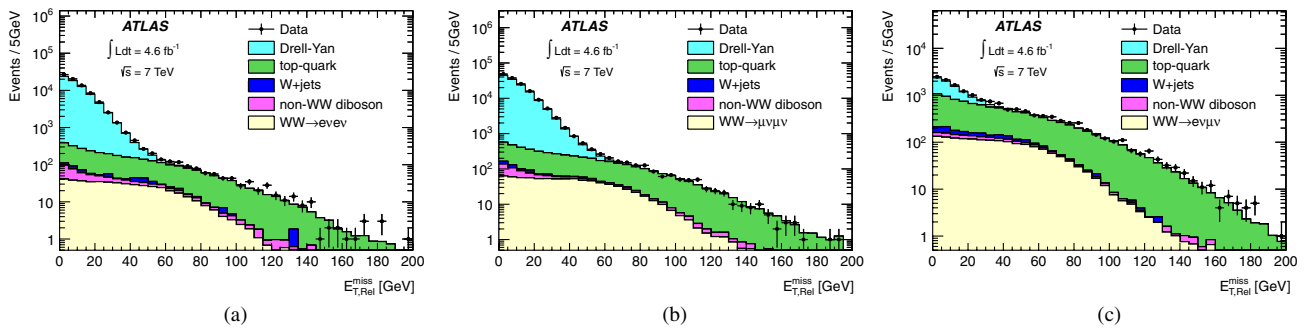 ATLAS
∫ Ldt = 4.6 fb⁻¹
√s = 7 TeV
Data
Drell-Yan
top-quark
W+jets
non-WW diboson
WW→eνeν
Events / 5GeV
10⁶
10⁵
10⁴
10³
10²
10
1
0 20 40 60 80 100 120 140 160 180 200
E^miss_T,Rel [GeV]
(a)
ATLAS
∫ Ldt = 4.6 fb⁻¹
√s = 7 TeV
Data
Drell-Yan
top-quark
W+jets
non-WW diboson
WW→μνμν
Events / 5GeV
10⁶
10⁵
10⁴
10³
10²
10
1
0 20 40 60 80 100 120 140 160 180 200
E^miss_T,Rel [GeV]
(b)
ATLAS
∫ Ldt = 4.6 fb⁻¹
√s = 7 TeV
Data
Drell-Yan
top-quark
W+jets
non-WW diboson
WW→eνμν
Events / 5GeV
10⁴
10³
10²
10
1
0 20 40 60 80 100 120 140 160 180 200
E^miss_T,Rel [GeV]
(c)